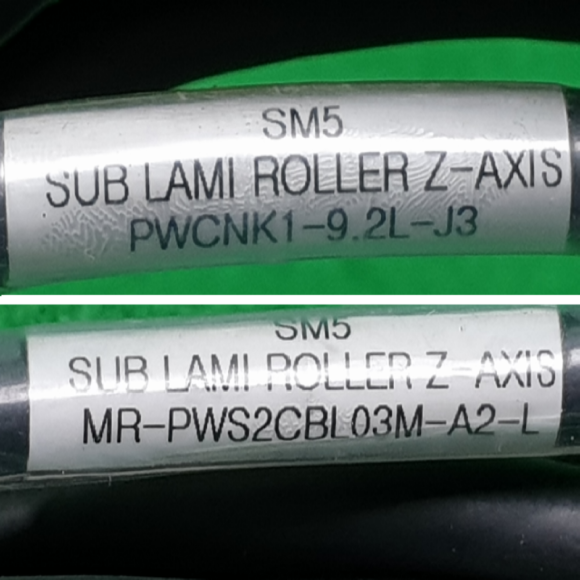 SM5
SUB LAMI ROLLER Z-AXIS
PWCNK1-9.2L-J3
SM5
SUB LAMI ROLLER Z-AXIS
MR-PWS2CBL03M-A2-L